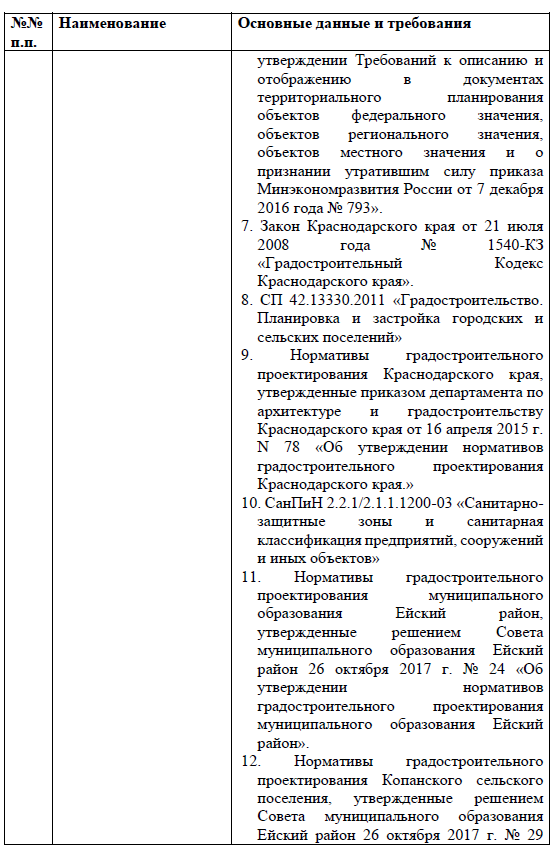 №№ Наименование Основные данные и требования
п.п.
утверждении Требований к описанию и
отображению в документах
территориального планирования
объектов федерального значения,
объектов регионального значения,
объектов местного значения и о
признании утратившим силу приказа
Минэкономразвития России от 7 декабря
2016 года № 793».
7. Закон Краснодарского края от 21 июля
2008 года № 1540-КЗ
«Градостроительный Кодекс
Краснодарского края».
8. СП 42.13330.2011 «Градостроительство.
Планировка и застройка городских и
сельских поселений»
9. Нормативы градостроительного
проектирования Краснодарского края,
утвержденные приказом департамента по
архитектуре и градостроительству
Краснодарского края от 16 апреля 2015 г.
N 78 «Об утверждении нормативов
градостроительного проектирования
Краснодарского края.»
10. СанПиН 2.2.1/2.1.1.1200-03 «Санитарно-
защитные зоны и санитарная
классификация предприятий, сооружений
и иных объектов»
11. Нормативы градостроительного
проектирования муниципального
образования Ейский район,
утвержденные решением Совета
муниципального образования Ейский
район 26 октября 2017 г. № 24 «Об
утверждении нормативов
градостроительного проектирования
муниципального образования Ейский
район».
12. Нормативы градостроительного
проектирования Копанского сельского
поселения, утвержденные решением
Совета муниципального образования
Ейский район 26 октября 2017 г. № 29